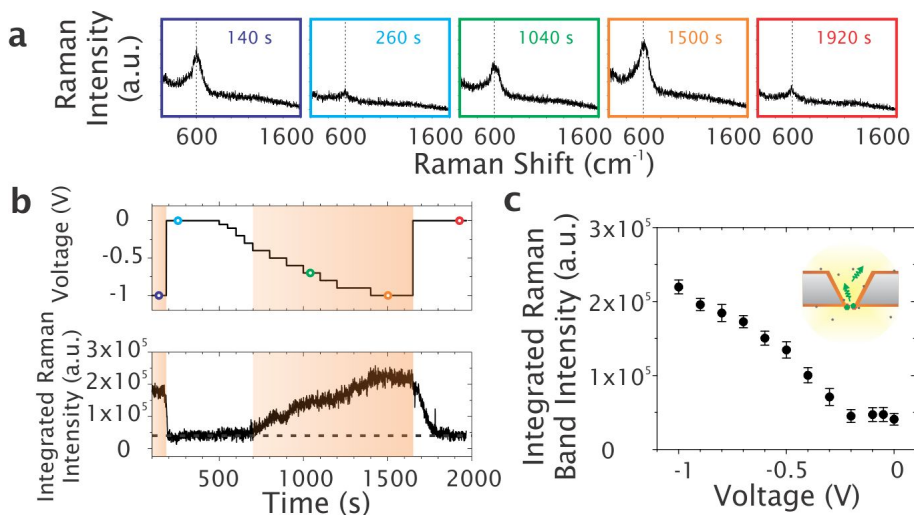 a
Raman
Intensity
(a.u.)
140 s
260 s
1040 s
1500 s
1920 s
600 1600 600 1600 600 1600 600 1600 600 1600
Raman Shift (cm⁻¹)
b
Voltage (V)
0
-0.5
-1
Integrated Raman
Intensity (a.u.)
3x10⁵
2x10⁵
1x10⁵
0
500 1000 1500 2000
Time (s)
c
Integrated Raman
Band Intensity (a.u.)
3x10⁵
2x10⁵
1x10⁵
0
-1 -0.5 0
Voltage (V)